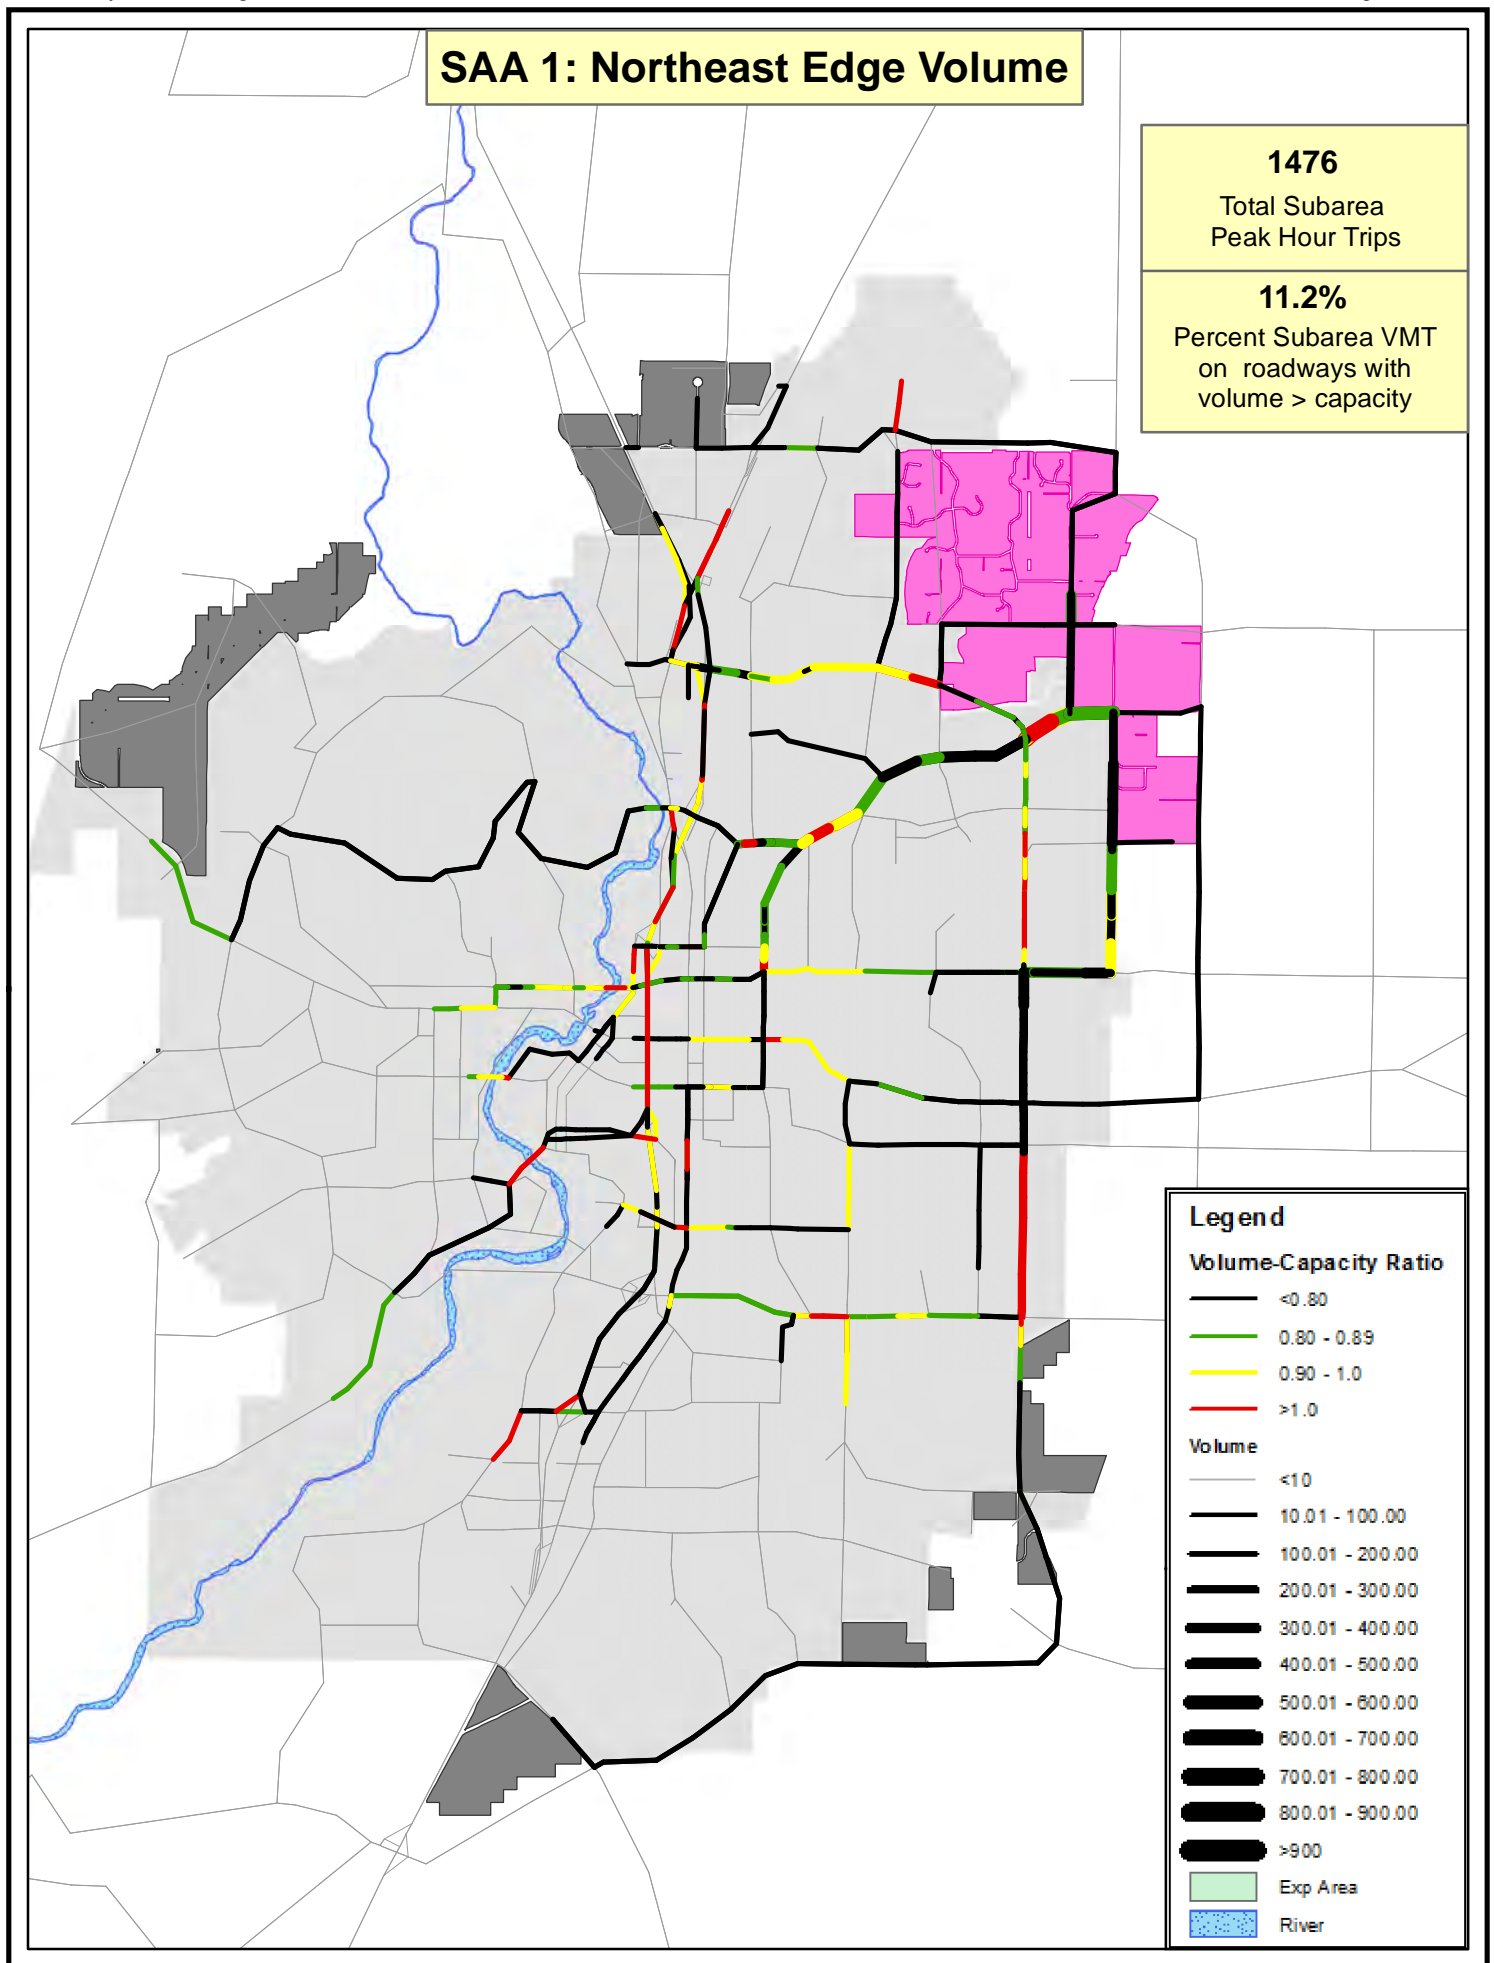 SAA 1: Northeast Edge Volume
1476
Total Subarea
Peak Hour Trips
11.2%
Percent Subarea VMT
on roadways with
volume > capacity
Legend
Volume-Capacity Ratio
<0.80
0.80 - 0.89
0.90 - 1.0
>1.0
Volume
<10
10.01 - 100.00
100.01 - 200.00
200.01 - 300.00
300.01 - 400.00
400.01 - 500.00
500.01 - 600.00
600.01 - 700.00
700.01 - 800.00
800.01 - 900.00
>900
Exp Area
River